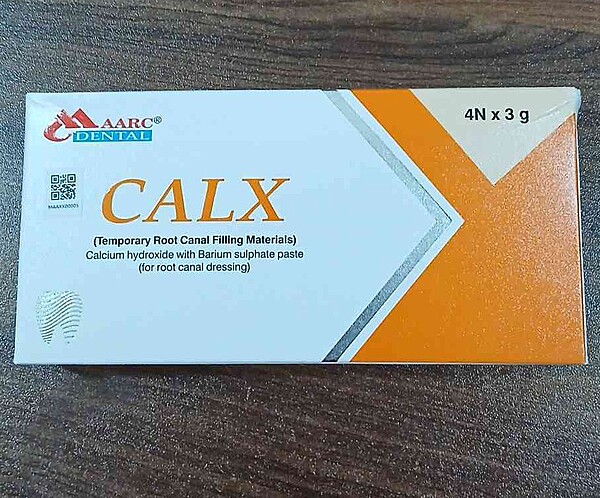 MAARC®
DENTAL
4N x 3 g
CALX
(Temporary Root Canal Filling Materials)
Calcium hydroxide with Barium sulphate paste
(for root canal dressing)